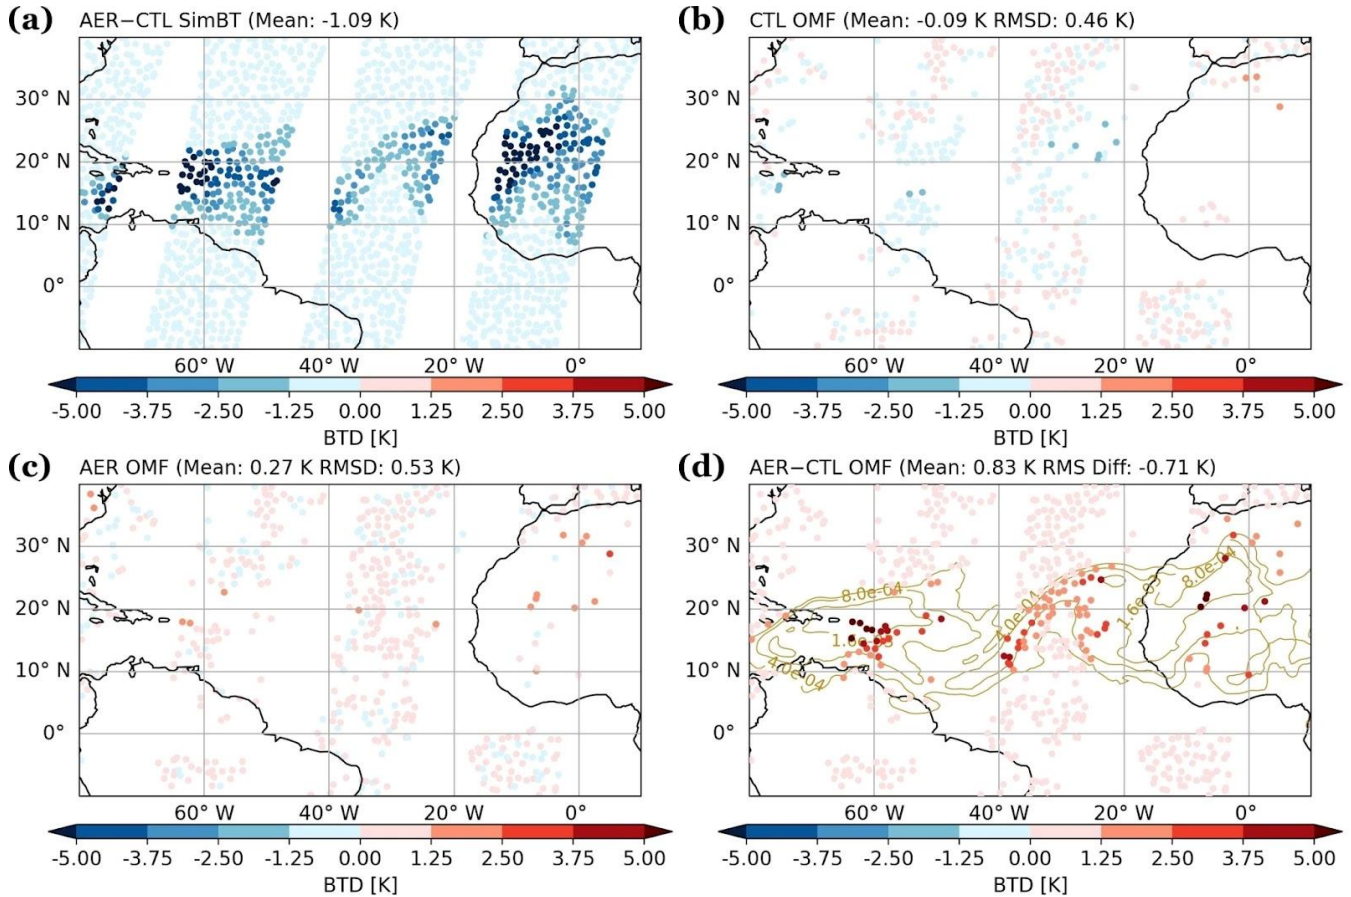 (a) AER−CTL SimBT (Mean: -1.09 K)
30° N
20° N
10° N
0°
60° W 40° W 20° W 0°
-5.00 -3.75 -2.50 -1.25 0.00 1.25 2.50 3.75 5.00
BTD [K]
(b) CTL OMF (Mean: -0.09 K RMSD: 0.46 K)
30° N
20° N
10° N
0°
60° W 40° W 20° W 0°
-5.00 -3.75 -2.50 -1.25 0.00 1.25 2.50 3.75 5.00
BTD [K]
(c) AER OMF (Mean: 0.27 K RMSD: 0.53 K)
30° N
20° N
10° N
0°
60° W 40° W 20° W 0°
-5.00 -3.75 -2.50 -1.25 0.00 1.25 2.50 3.75 5.00
BTD [K]
(d) AER−CTL OMF (Mean: 0.83 K RMS Diff: -0.71 K)
30° N
8.0e-04
8.0e-04
1.6e-03
20° N
10° N
4.0e-04
0°
60° W 40° W 20° W 0°
-5.00 -3.75 -2.50 -1.25 0.00 1.25 2.50 3.75 5.00
BTD [K]